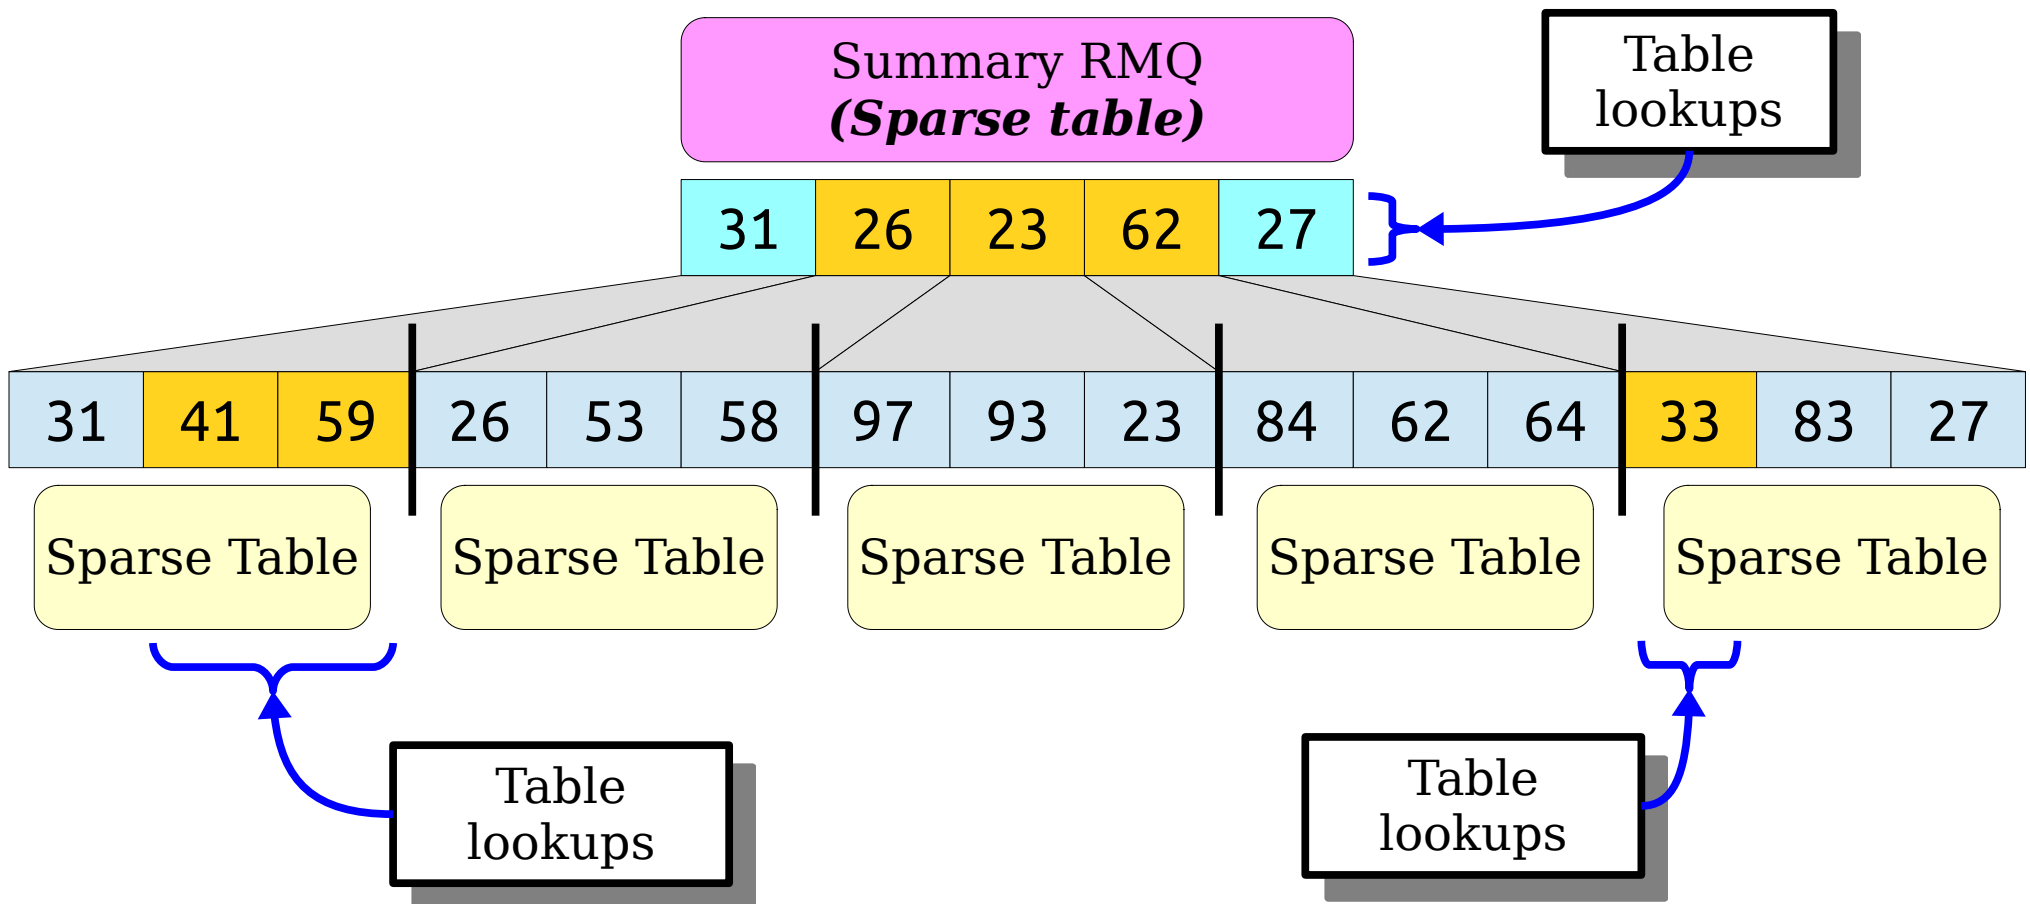 Summary RMQ
(Sparse table)
Table
lookups
31 26 23 62 27
31 41 59 26 53 58 97 93 23 84 62 64 33 83 27
Sparse Table Sparse Table Sparse Table Sparse Table Sparse Table
Table
lookups
Table
lookups